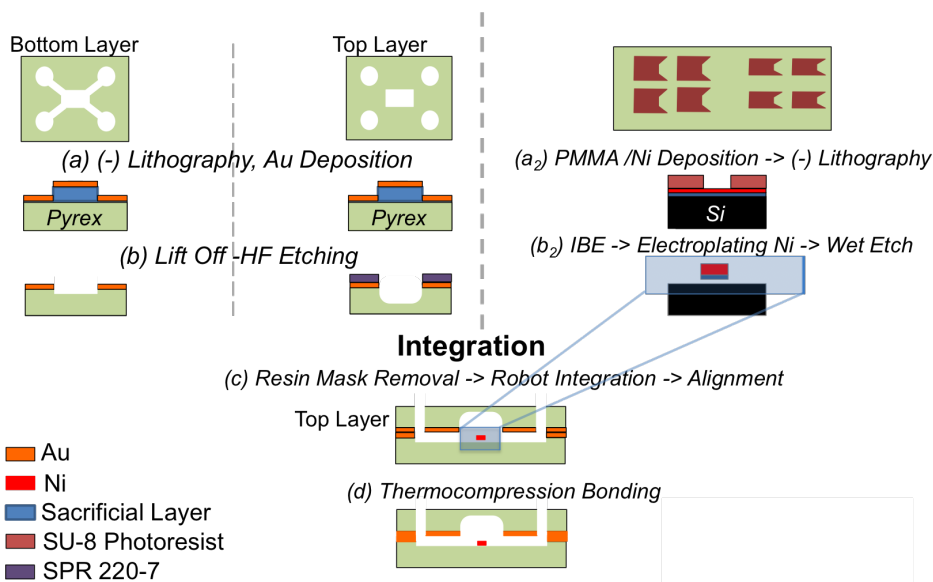 Bottom Layer
Top Layer
(a) (-) Lithography, Au Deposition
(a2) PMMA /Ni Deposition -> (-) Lithography
Pyrex
Pyrex
Si
(b) Lift Off -HF Etching
(b2) IBE -> Electroplating Ni -> Wet Etch
Integration
(c) Resin Mask Removal -> Robot Integration -> Alignment
Top Layer
Au
Ni
Sacrificial Layer
SU-8 Photoresist
SPR 220-7
(d) Thermocompression Bonding